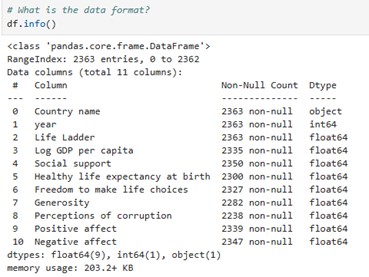 # What is the data format?
df.info()
<class 'pandas.core.frame.DataFrame'>
RangeIndex: 2363 entries, 0 to 2362
Data columns (total 11 columns):
 #   Column                            Non-Null Count  Dtype
---  ------                            --------------  -----
 0   Country name                      2363 non-null   object
 1   year                              2363 non-null   int64
 2   Life Ladder                       2363 non-null   float64
 3   Log GDP per capita                2335 non-null   float64
 4   Social support                    2350 non-null   float64
 5   Healthy life expectancy at birth  2300 non-null   float64
 6   Freedom to make life choices      2327 non-null   float64
 7   Generosity                        2282 non-null   float64
 8   Perceptions of corruption         2238 non-null   float64
 9   Positive affect                   2339 non-null   float64
 10  Negative affect                   2347 non-null   float64
dtypes: float64(9), int64(1), object(1)
memory usage: 203.2+ KB